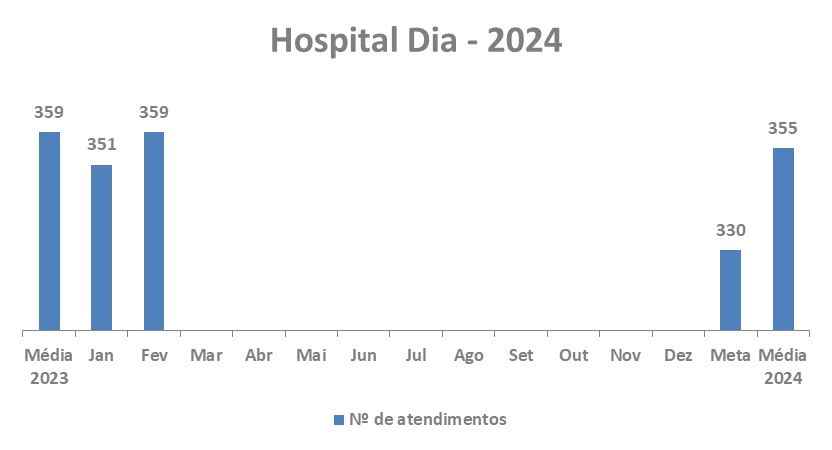 Hospital Dia - 2024
359
351
359
330
355
Média 2023
Jan
Fev
Mar
Abr
Mai
Jun
Jul
Ago
Set
Out
Nov
Dez
Meta
Média 2024
Nº de atendimentos